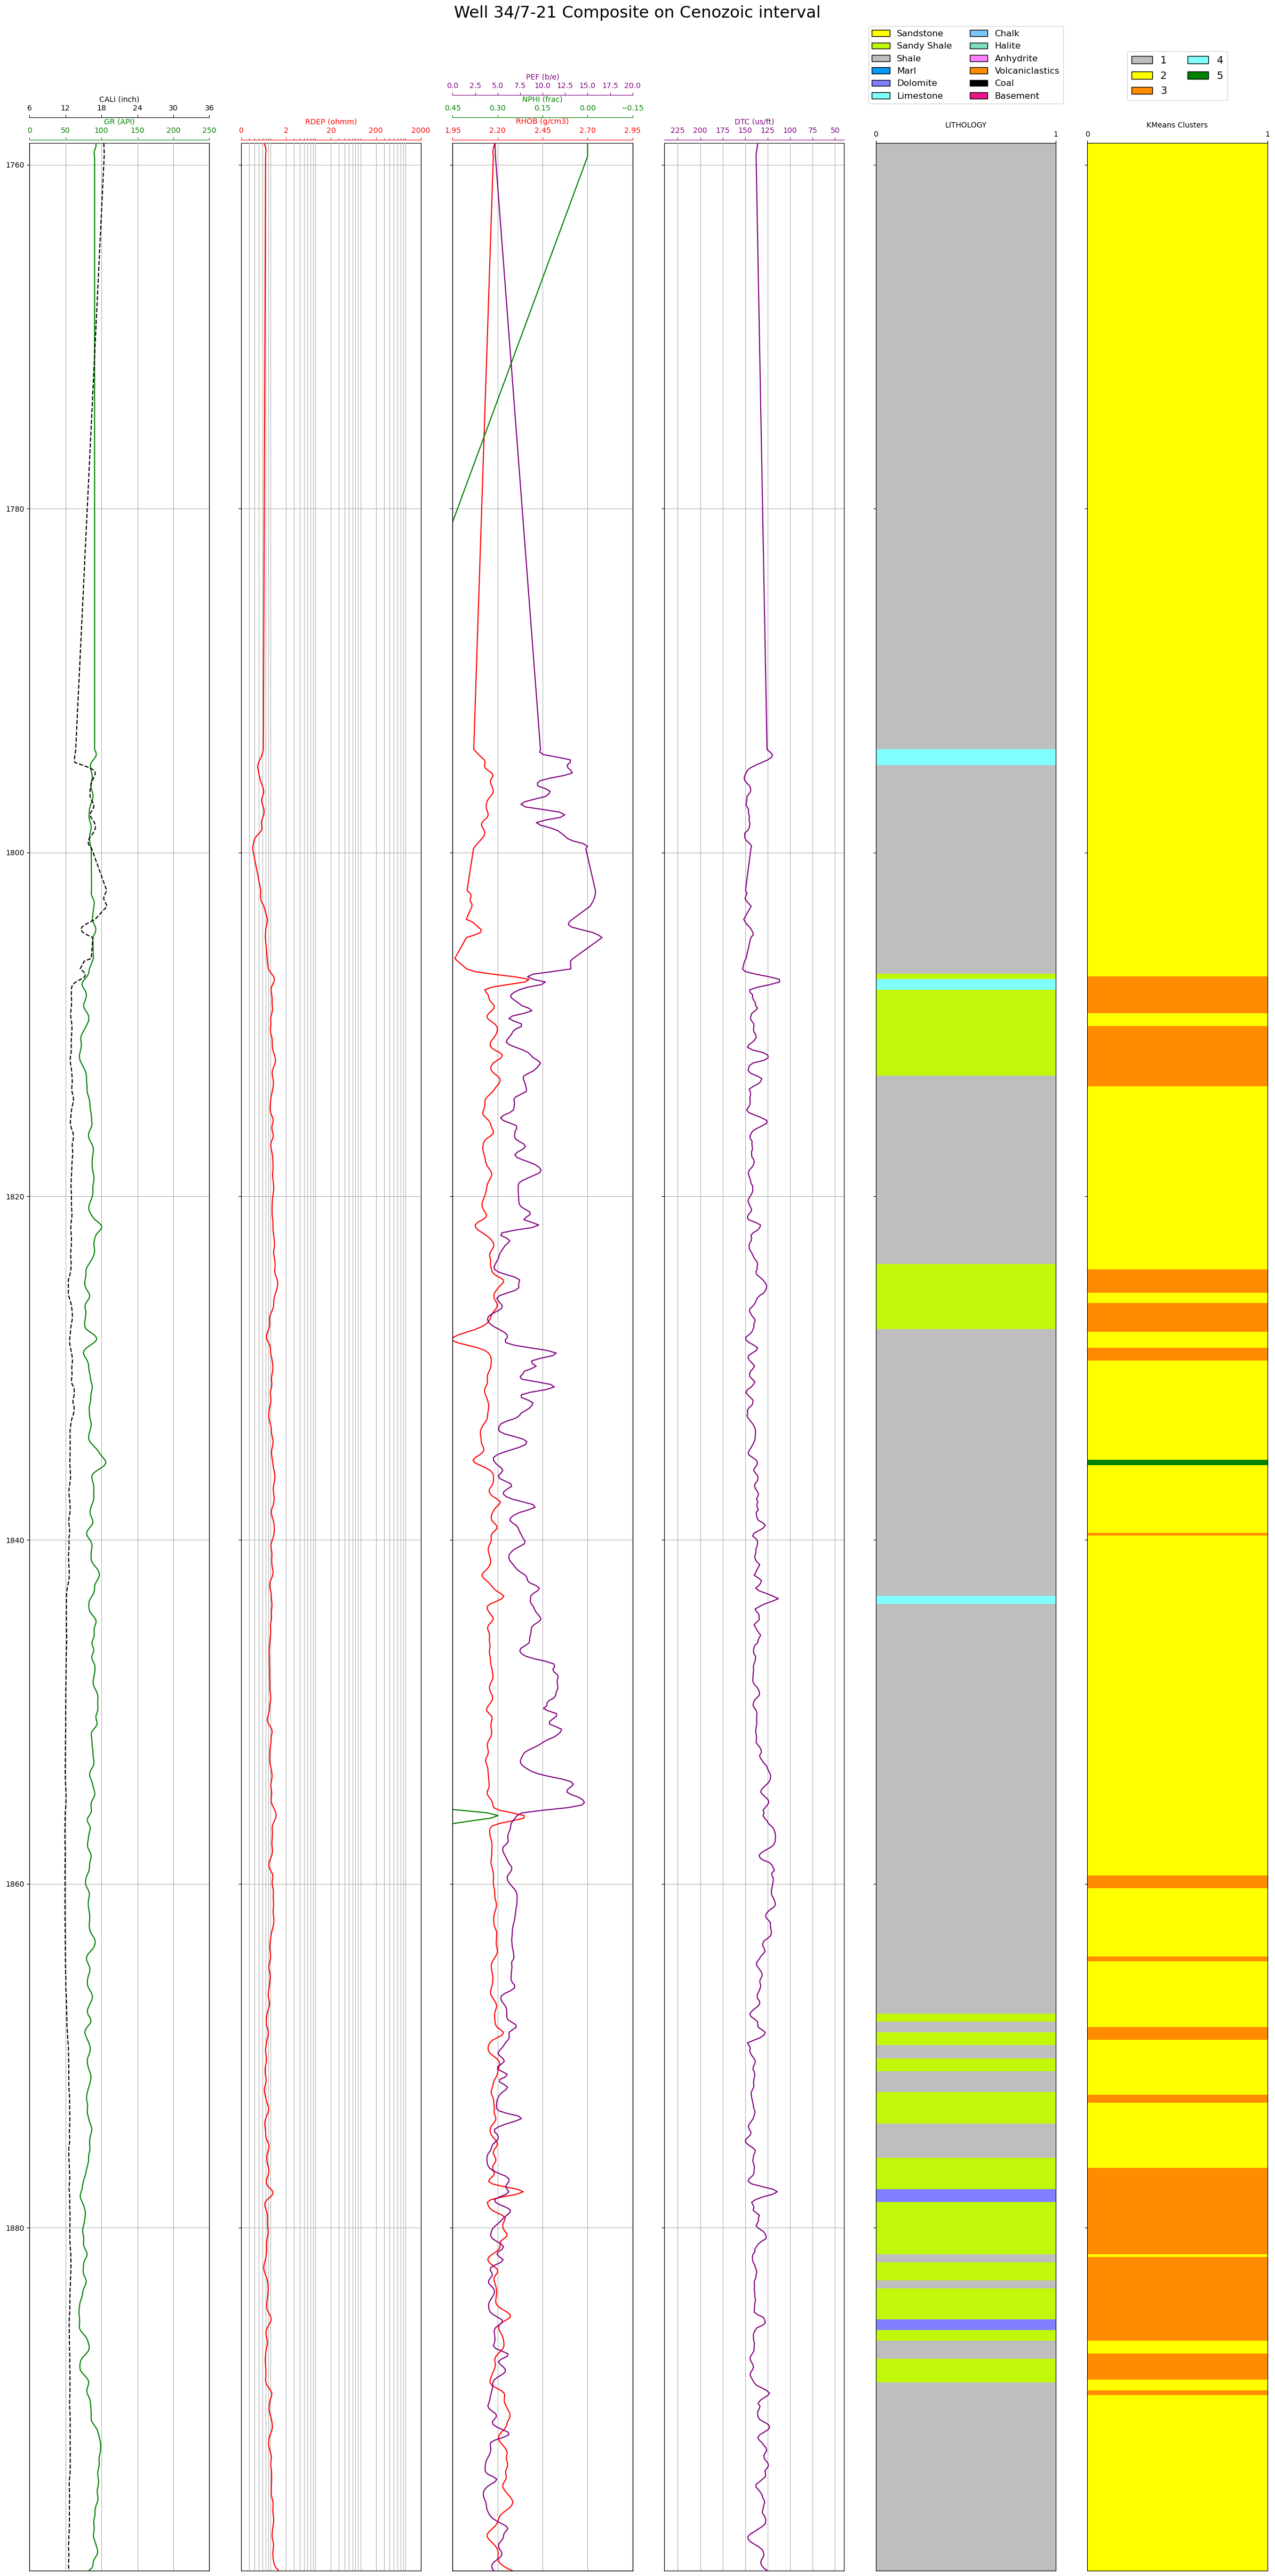 Well 34/7-21 Composite on Cenozoic interval
Sandstone Chalk
Sandy Shale Halite
Shale Anhydrite
Marl Volcaniclastics
Dolomite Coal
Limestone Basement
1 4
2 5
3
PEF (b/e)
0.0 2.5 5.0 7.5 10.0 12.5 15.0 17.5 20.0
CALI (inch) NPHI (frac)
6 12 18 24 30 36 0.45 0.30 0.15 0.00 −0.15
GR (API) RDEP (ohmm) RHOB (g/cm3) DTC (us/ft) LITHOLOGY KMeans Clusters
0 50 100 150 200 250 0 2 20 200 2000 1.95 2.20 2.45 2.70 2.95 225 200 175 150 125 100 75 50 0 1 0 1
1760
1780
1800
1820
1840
1860
1880